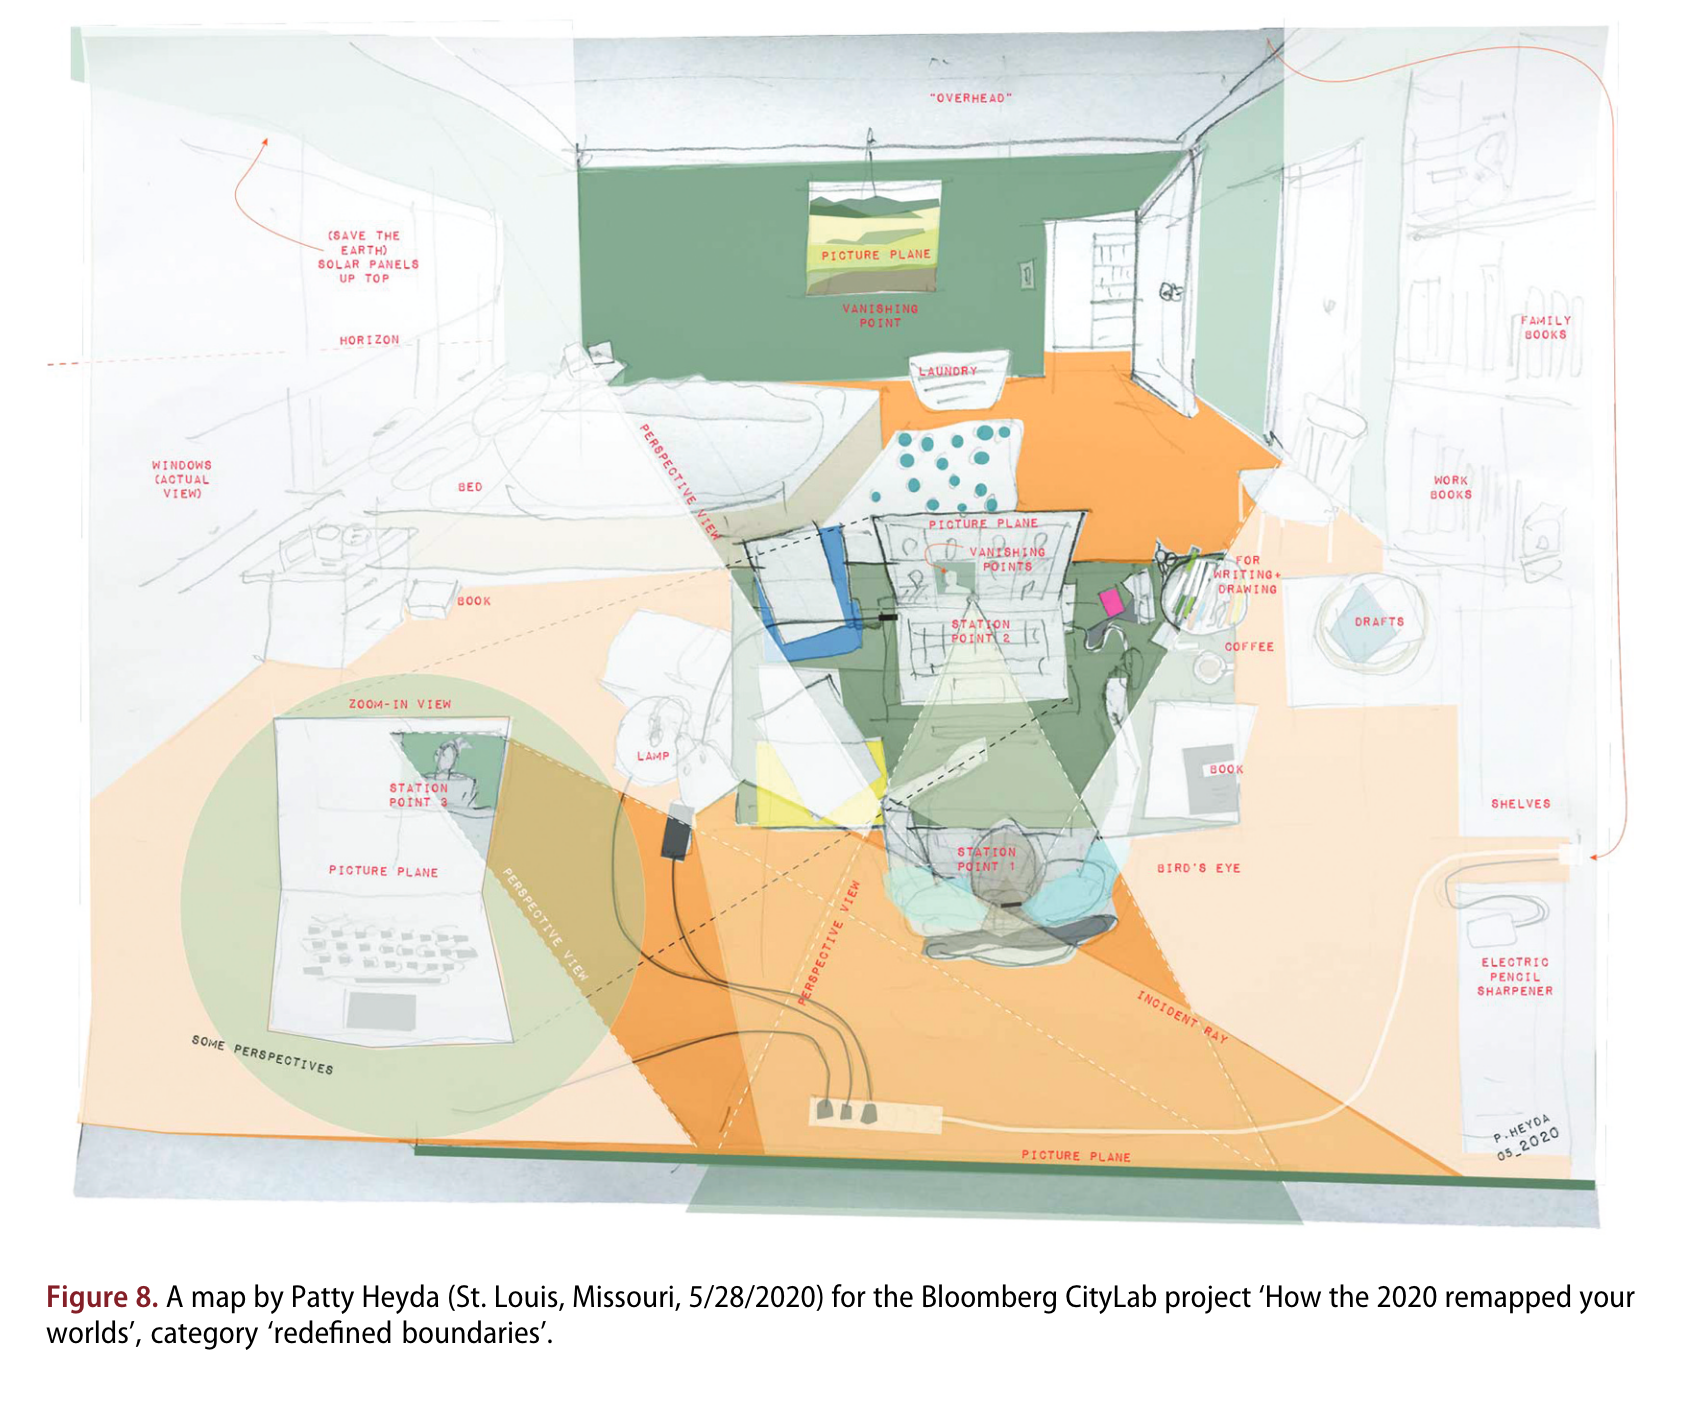 "OVERHEAD"
(SAVE THE
EARTH)
SOLAR PANELS
UP TOP
PICTURE PLANE
VANISHING
POINT
HORIZON
FAMILY
BOOKS
LAUNDRY
PERSPECTIVE VIEW
WINDOWS
(ACTUAL
VIEW)
BED
WORK
BOOKS
PICTURE PLANE
VANISHING
POINTS
FOR
WRITING+
DRAWING
BOOK
STATION
POINT 2
DRAFTS
COFFEE
ZOOM-IN VIEW
LAMP
BOOK
STATION
POINT 3
SHELVES
STATION
POINT 1
PICTURE PLANE
BIRD'S EYE
PERSPECTIVE VIEW
PERSPECTIVE VIEW
ELECTRIC
PENCIL
SHARPENER
INCIDENT RAY
SOME PERSPECTIVES
P.HEYDA
05_2020
PICTURE PLANE
Figure 8. A map by Patty Heyda (St. Louis, Missouri, 5/28/2020) for the Bloomberg CityLab project ‘How the 2020 remapped your
worlds’, category ‘redefined boundaries’.